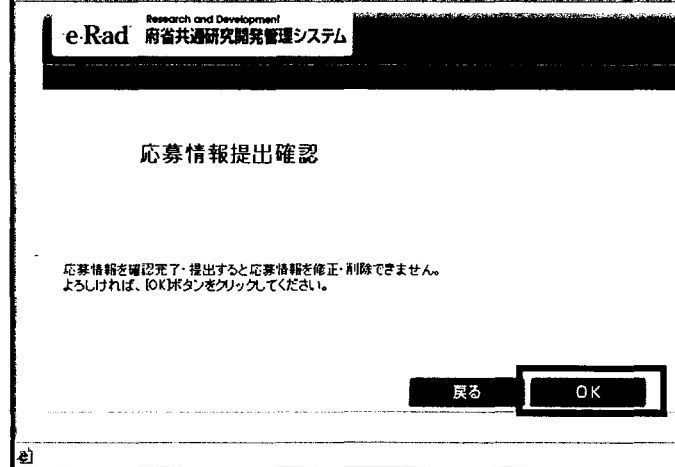 Research and Development
e-Rad 府省共通研究開発管理システム
応募情報提出確認
応募情報を確認完了・提出すると応募情報を修正・削除できません。
よろしければ、[OK]ボタンをクリックしてください。
戻る OK